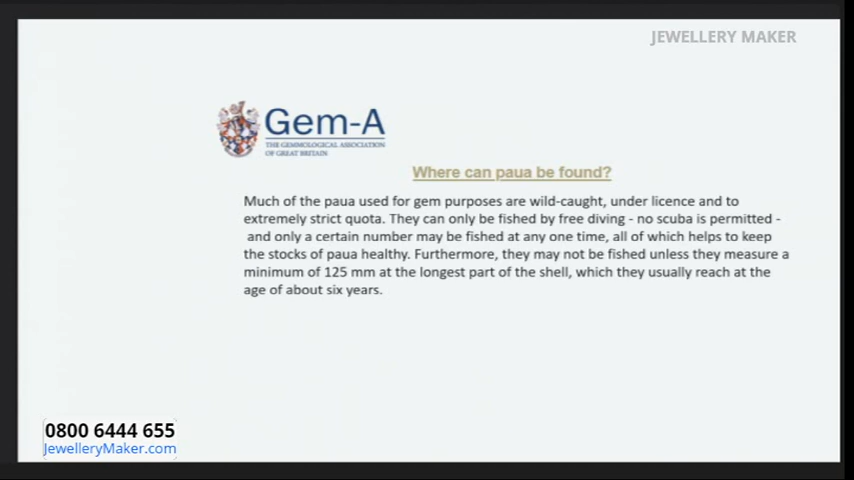 JEWELLERY MAKER
Gem-A
THE GEMMOLOGICAL ASSOCIATION
OF GREAT BRITAIN
Where can paua be found?
Much of the paua used for gem purposes are wild-caught, under licence and to
extremely strict quota. They can only be fished by free diving - no scuba is permitted -
and only a certain number may be fished at any one time, all of which helps to keep
the stocks of paua healthy. Furthermore, they may not be fished unless they measure a
minimum of 125 mm at the longest part of the shell, which they usually reach at the
age of about six years.
0800 6444 655
JewelleryMaker.com